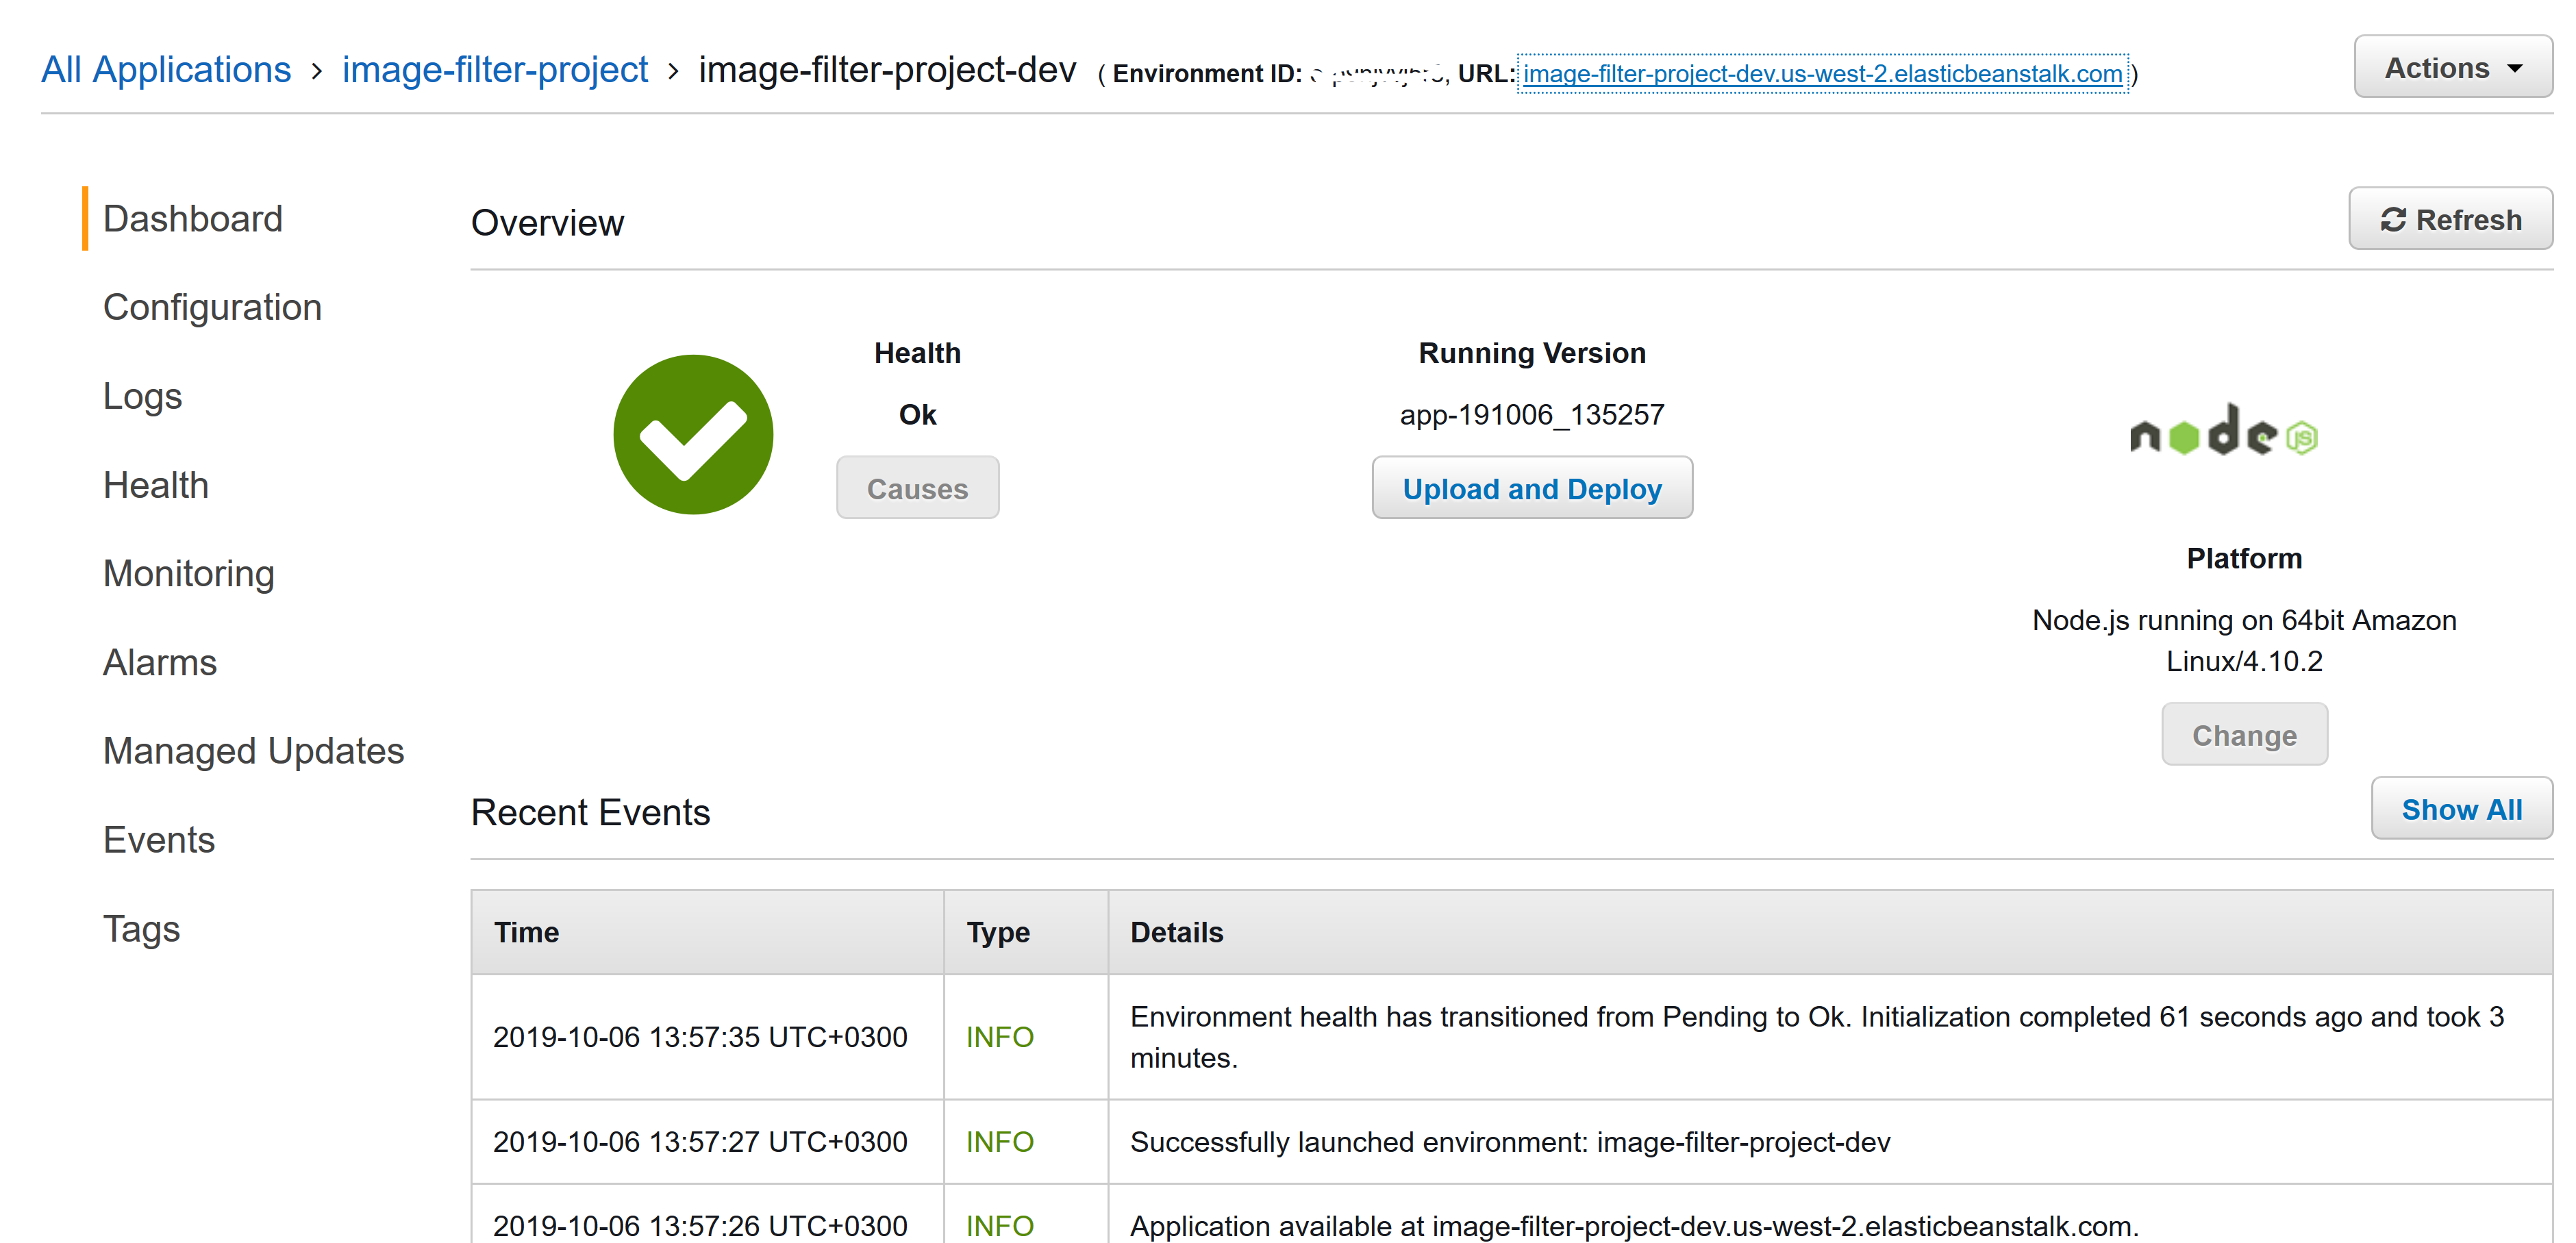 All Applications › image-filter-project › image-filter-project-dev ( Environment ID: , URL: image-filter-project-dev.us-west-2.elasticbeanstalk.com )
Actions
Dashboard
Configuration
Logs
Health
Monitoring
Alarms
Managed Updates
Events
Tags
Overview
Refresh
Health
Ok
Causes
Running Version
app-191006_135257
Upload and Deploy
node JS
Platform
Node.js running on 64bit Amazon
Linux/4.10.2
Change
Recent Events
Show All
Time Type Details
2019-10-06 13:57:35 UTC+0300 INFO Environment health has transitioned from Pending to Ok. Initialization completed 61 seconds ago and took 3
minutes.
2019-10-06 13:57:27 UTC+0300 INFO Successfully launched environment: image-filter-project-dev
2019-10-06 13:57:26 UTC+0300 INFO Application available at image-filter-project-dev.us-west-2.elasticbeanstalk.com.